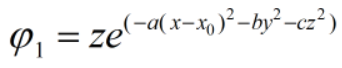 φ₁ = ze^(−a(x−x₀)²−by²−cz²)